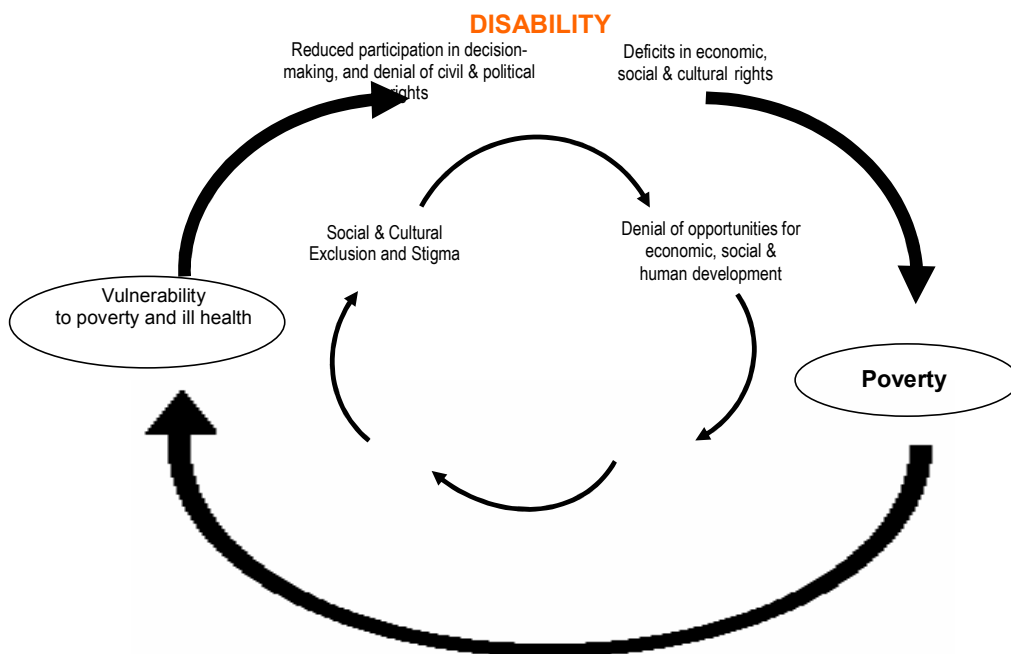 DISABILITY
Reduced participation in decision-
making, and denial of civil & political
rights
Deficits in economic,
social & cultural rights
Social & Cultural
Exclusion and Stigma
Denial of opportunities for
economic, social &
human development
Vulnerability
to poverty and ill health
Poverty